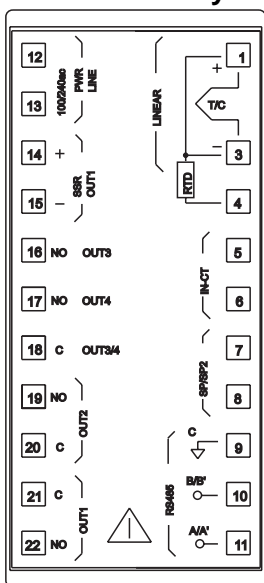 12
100/240ac PWR LINE
13
14 +
SSR OUT1
15 –
16 NO OUT3
17 NO OUT4
18 C OUT3/4
19 NO
OUT2
20 C
21 C
OUT1
22 NO
1
+
LINEAR
T/C
–
3
RTD
4
5
IN-CT
6
7
SP/SP2
8
C
9
RS485
B/B'
10
A/A'
11